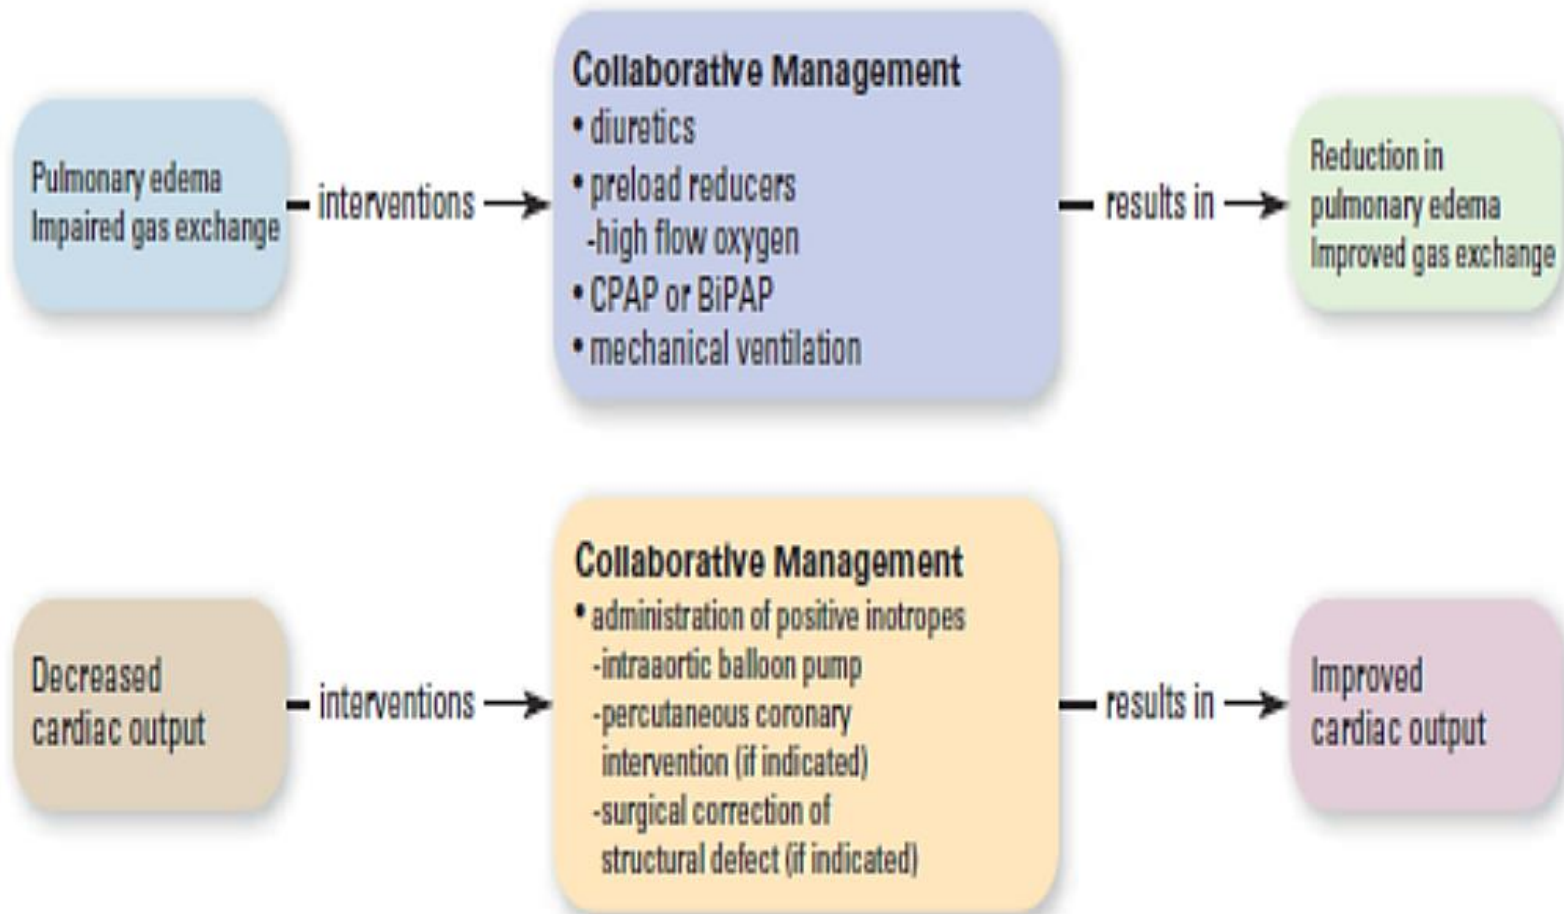 Pulmonary edema
Impaired gas exchange
interventions
Collaborative Management
• diuretics
• preload reducers
-high flow oxygen
• CPAP or BiPAP
• mechanical ventilation
results in
Reduction in
pulmonary edema
Improved gas exchange
Decreased
cardiac output
interventions
Collaborative Management
• administration of positive inotropes
-intraaortic balloon pump
-percutaneous coronary
intervention (if indicated)
-surgical correction of
structural defect (if indicated)
results in
Improved
cardiac output